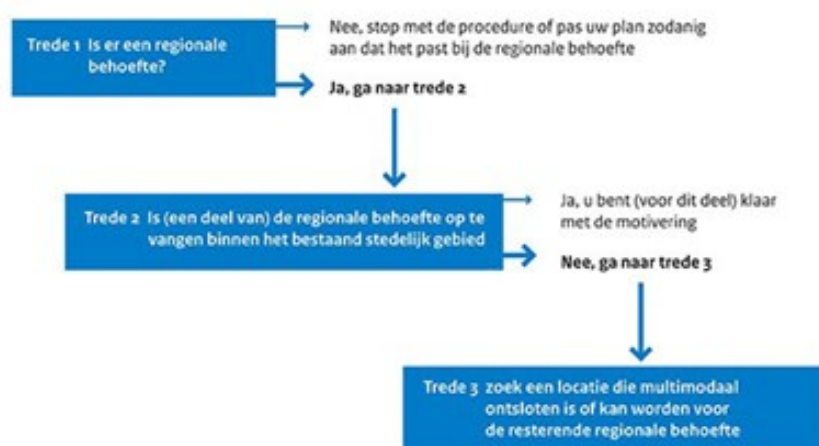 Trede 1 Is er een regionale
behoefte?
Nee, stop met de procedure of pas uw plan zodanig
aan dat het past bij de regionale behoefte
Ja, ga naar trede 2
Trede 2 Is (een deel van) de regionale behoefte op te
vangen binnen het bestaand stedelijk gebied
Ja, u bent (voor dit deel) klaar
met de motivering
Nee, ga naar trede 3
Trede 3 zoek een locatie die multimodaal
ontsloten is of kan worden voor
de resterende regionale behoefte